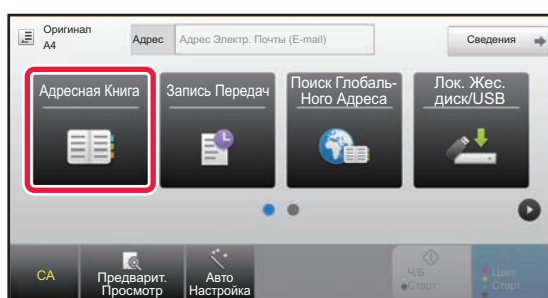 Оригинал
A4
Адрес
Адрес Электр. Почты (E-mail)
Сведения
Адресная Книга
Запись Передач
Поиск Глобаль-
Ного Адреса
Лок. Жес.
диск/USB
CA
Предварит.
Просмотр
Авто
Настройка
Ч/Б
Старт
Цвет
Старт